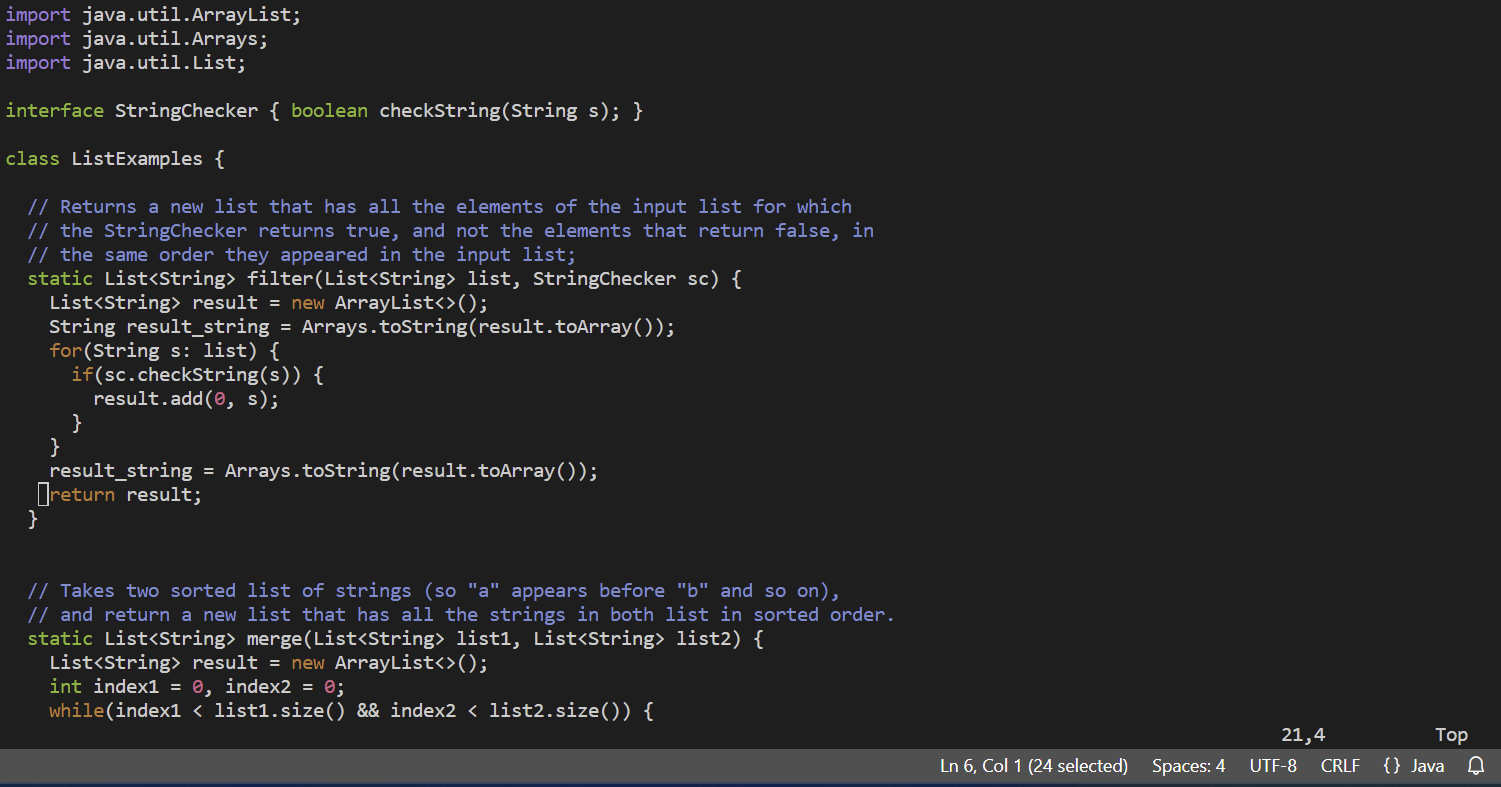 import java.util.ArrayList;
import java.util.Arrays;
import java.util.List;

interface StringChecker { boolean checkString(String s); }

class ListExamples {

  // Returns a new list that has all the elements of the input list for which
  // the StringChecker returns true, and not the elements that return false, in
  // the same order they appeared in the input list;
  static List<String> filter(List<String> list, StringChecker sc) {
    List<String> result = new ArrayList<>();
    String result_string = Arrays.toString(result.toArray());
    for(String s: list) {
      if(sc.checkString(s)) {
        result.add(0, s);
      }
    }
    result_string = Arrays.toString(result.toArray());
    return result;
  }


  // Takes two sorted list of strings (so "a" appears before "b" and so on),
  // and return a new list that has all the strings in both list in sorted order.
  static List<String> merge(List<String> list1, List<String> list2) {
    List<String> result = new ArrayList<>();
    int index1 = 0, index2 = 0;
    while(index1 < list1.size() && index2 < list2.size()) {
21,4 Top
Ln 6, Col 1 (24 selected) Spaces: 4 UTF-8 CRLF {} Java